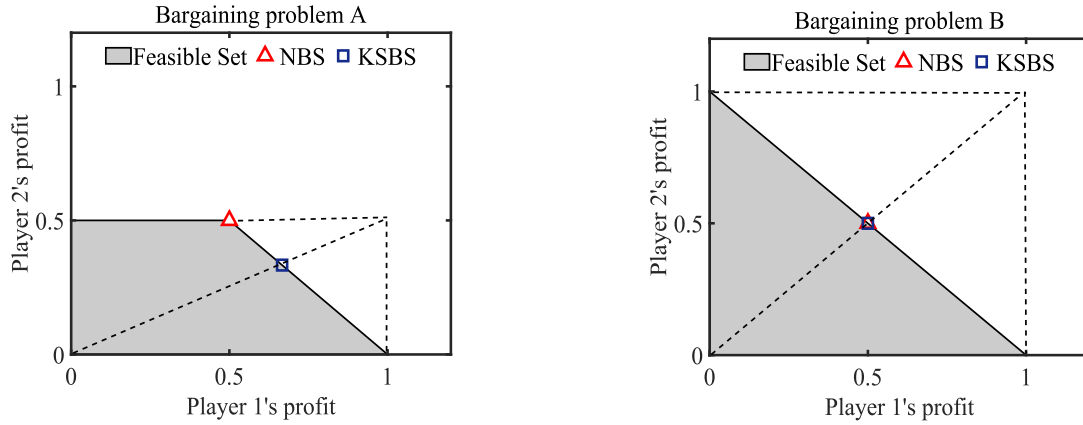 Bargaining problem A
Feasible Set NBS KSBS
1
0.5
0
0 0.5 1
Player 2's profit
Player 1's profit
Bargaining problem B
Feasible Set NBS KSBS
1
0.5
0
0 0.5 1
Player 2's profit
Player 1's profit